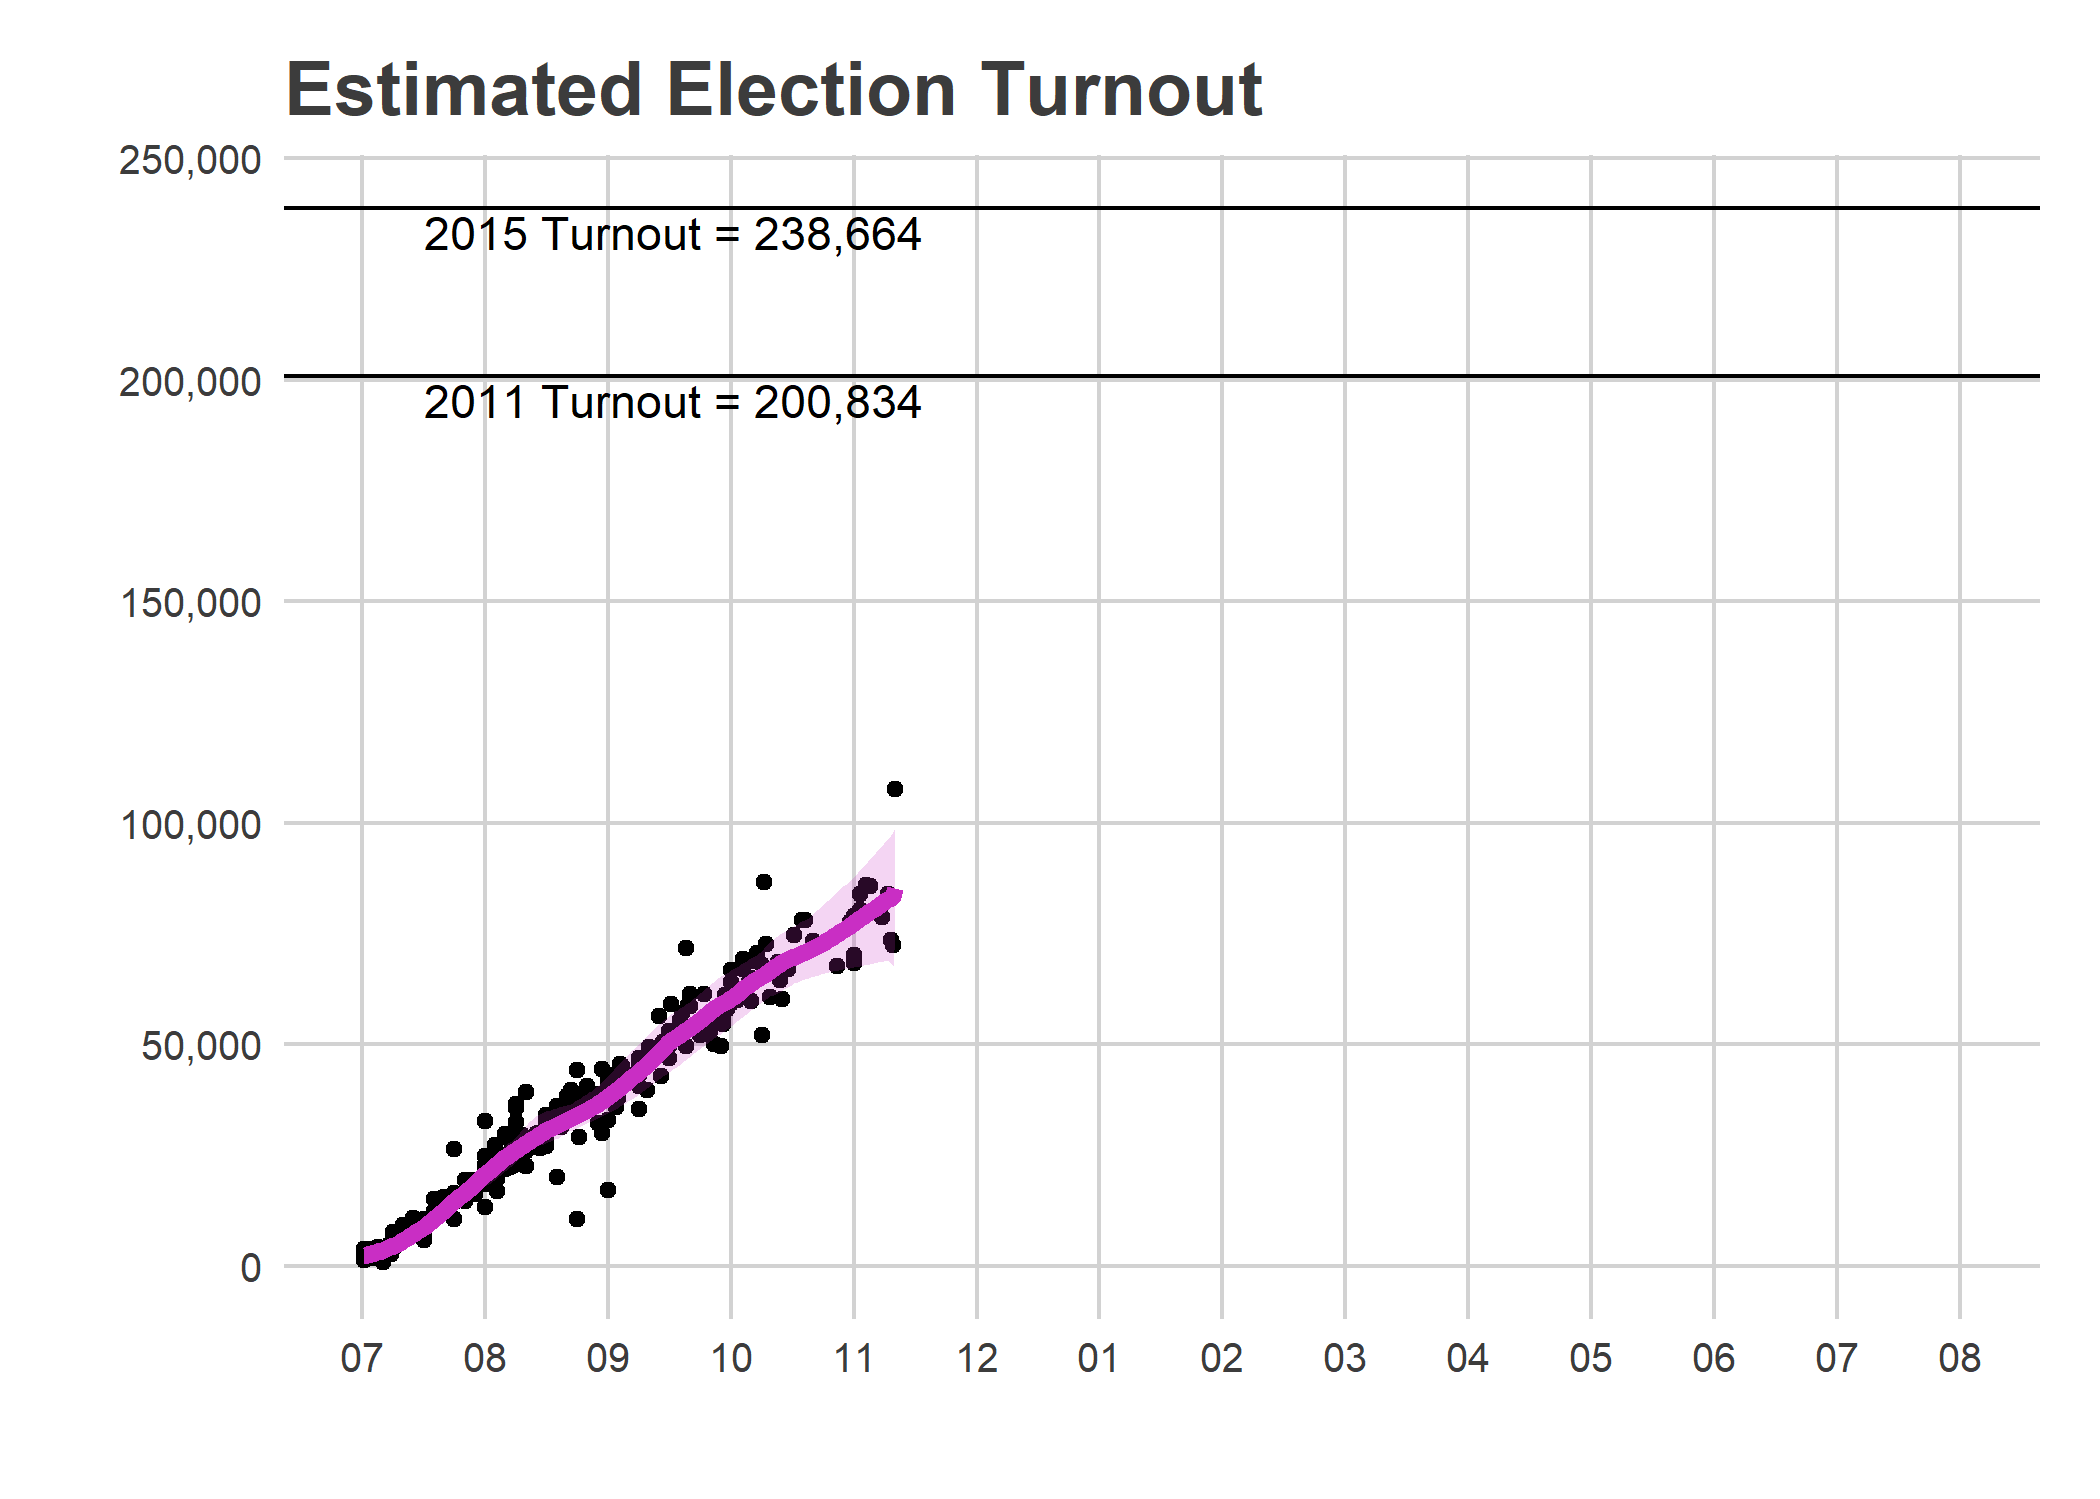 Estimated Election Turnout
250,000
2015 Turnout = 238,664
200,000
2011 Turnout = 200,834
150,000
100,000
50,000
0
07 08 09 10 11 12 01 02 03 04 05 06 07 08